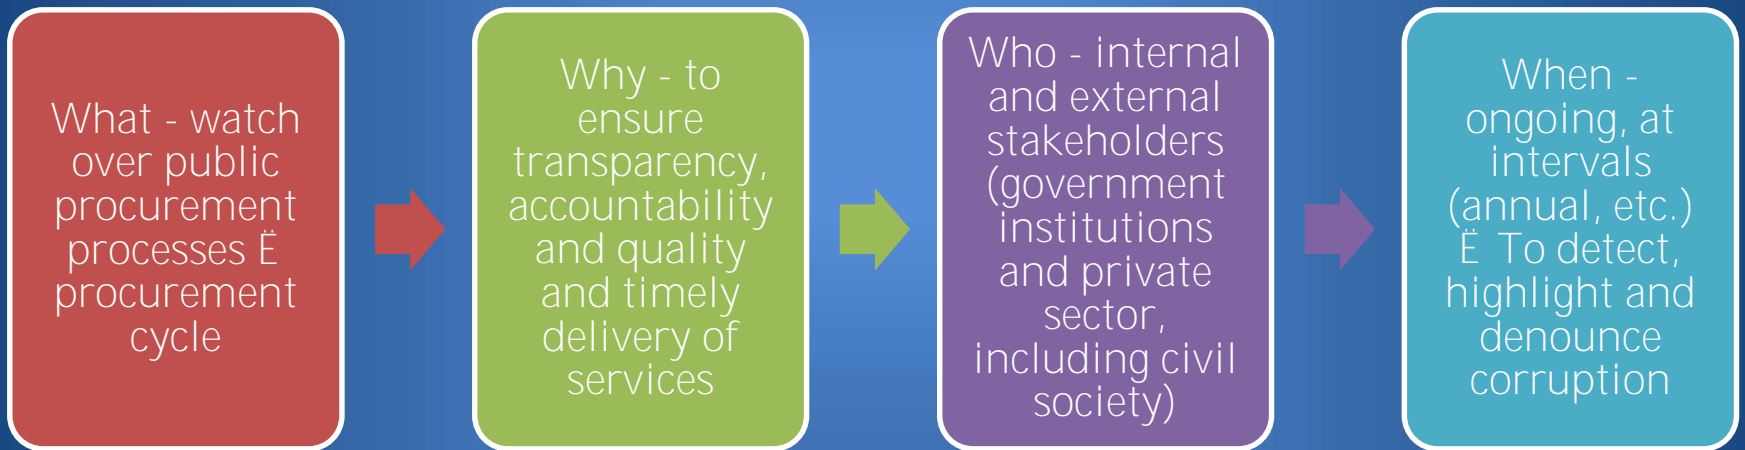 What - watch
over public
procurement
processes Ë
procurement
cycle
Why - to
ensure
transparency,
accountability
and quality
and timely
delivery of
services
Who - internal
and external
stakeholders
(government
institutions
and private
sector,
including civil
society)
When -
ongoing, at
intervals
(annual, etc.)
Ë To detect,
highlight and
denounce
corruption